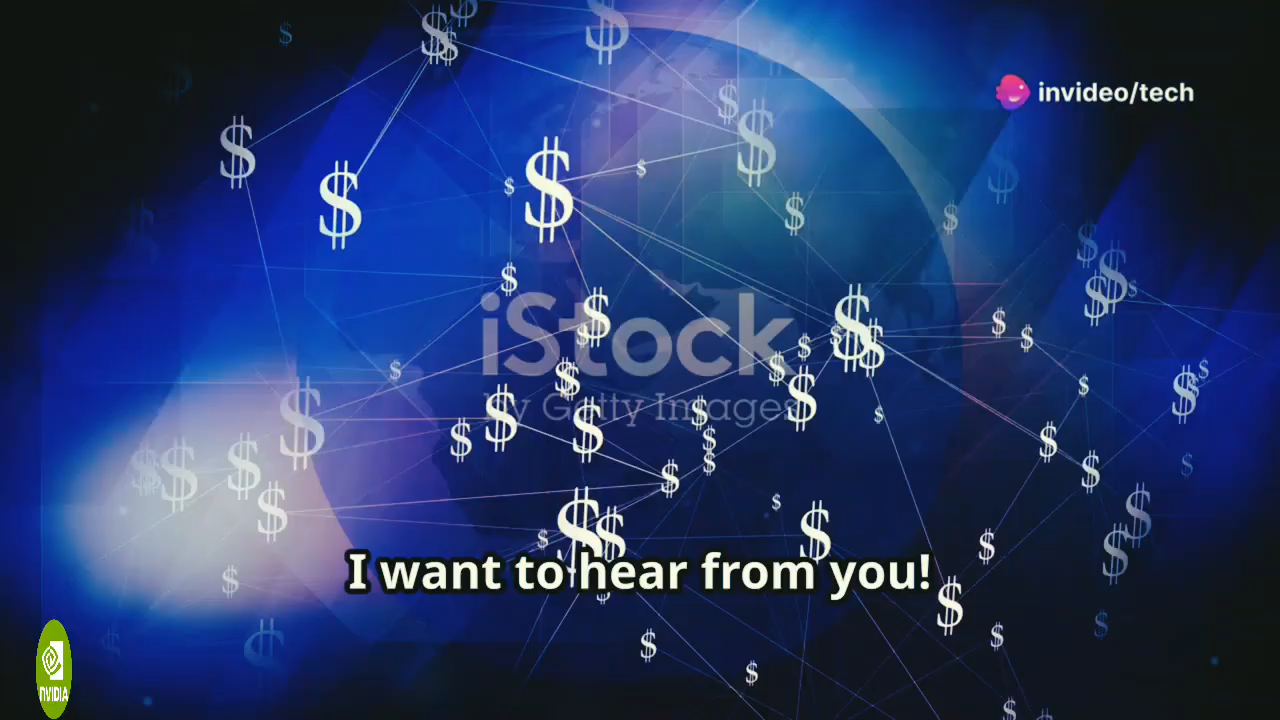 invideo/tech
iStock
by Getty Images
I want to hear from you!
NVIDIA